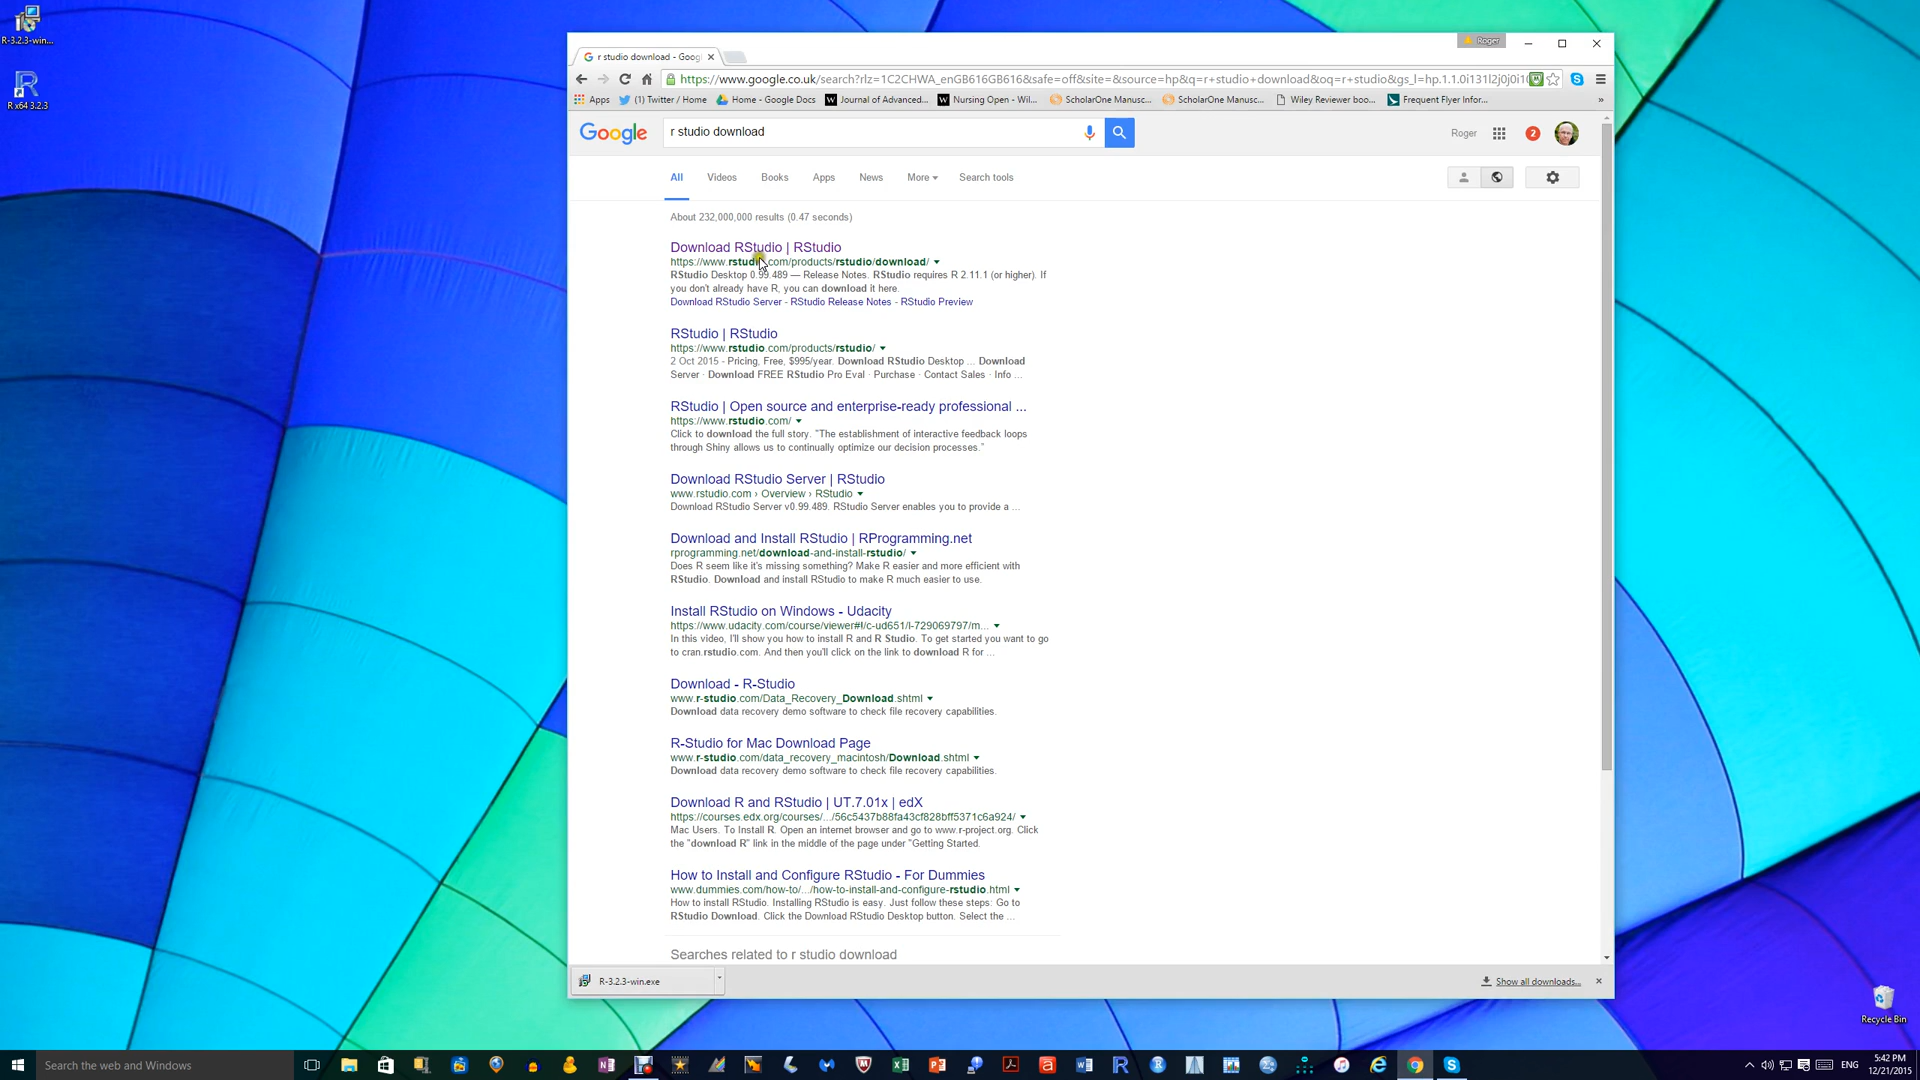 R-3.2.3-win...
R x64 3.2.3
r studio download - Goog
Roger
https://www.google.co.uk/search?rlz=1C2CHWA_enGB616GB616&safe=off&site=&source=hp&q=r+studio+download&oq=r+studio&gs_l=hp.1.1.0i131l2j0j0i1
Apps
(1) Twitter / Home
Home - Google Docs
Journal of Advanced...
Nursing Open - Wil...
ScholarOne Manusc...
ScholarOne Manusc...
Wiley Reviewer boo...
Frequent Flyer Infor...
»
Google
r studio download
Roger
2
All
Videos
Books
Apps
News
More
Search tools
About 232,000,000 results (0.47 seconds)
Download RStudio | RStudio
https://www.rstudio.com/products/rstudio/download/
RStudio Desktop 0.99.489 — Release Notes. RStudio requires R 2.11.1 (or higher). If
you don't already have R, you can download it here.
Download RStudio Server - RStudio Release Notes - RStudio Preview
RStudio | RStudio
https://www.rstudio.com/products/rstudio/
2 Oct 2015 - Pricing, Free, $995/year. Download RStudio Desktop ... Download
Server · Download FREE RStudio Pro Eval · Purchase · Contact Sales · Info ...
RStudio | Open source and enterprise-ready professional ...
https://www.rstudio.com/
Click to download the full story. "The establishment of interactive feedback loops
through Shiny allows us to continually optimize our decision processes."
Download RStudio Server | RStudio
www.rstudio.com › Overview › RStudio
Download RStudio Server v0.99.489. RStudio Server enables you to provide a ...
Download and Install RStudio | RProgramming.net
rprogramming.net/download-and-install-rstudio/
Does R seem like it's missing something? Make R easier and more efficient with
RStudio. Download and install RStudio to make R much easier to use.
Install RStudio on Windows - Udacity
https://www.udacity.com/course/viewer#!/c-ud651/l-729069797/m...
In this video, I'll show you how to install R and R Studio. To get started you want to go
to cran.rstudio.com. And then you'll click on the link to download R for ...
Download - R-Studio
www.r-studio.com/Data_Recovery_Download.shtml
Download data recovery demo software to check file recovery capabilities.
R-Studio for Mac Download Page
www.r-studio.com/data_recovery_macintosh/Download.shtml
Download data recovery demo software to check file recovery capabilities.
Download R and RStudio | UT.7.01x | edX
https://courses.edx.org/courses/.../56c5437b88fa43cf828bff5371c6a924/
Mac Users. To Install R. Open an internet browser and go to www.r-project.org. Click
the "download R" link in the middle of the page under "Getting Started.
How to Install and Configure RStudio - For Dummies
www.dummies.com/how-to/.../how-to-install-and-configure-rstudio.html
How to install RStudio. Installing RStudio is easy. Just follow these steps: Go to
RStudio Download. Click the Download RStudio Desktop button. Select the ...
Searches related to r studio download
R-3.2.3-win.exe
Show all downloads...
Recycle Bin
Search the web and Windows
ENG
5:42 PM
12/21/2015